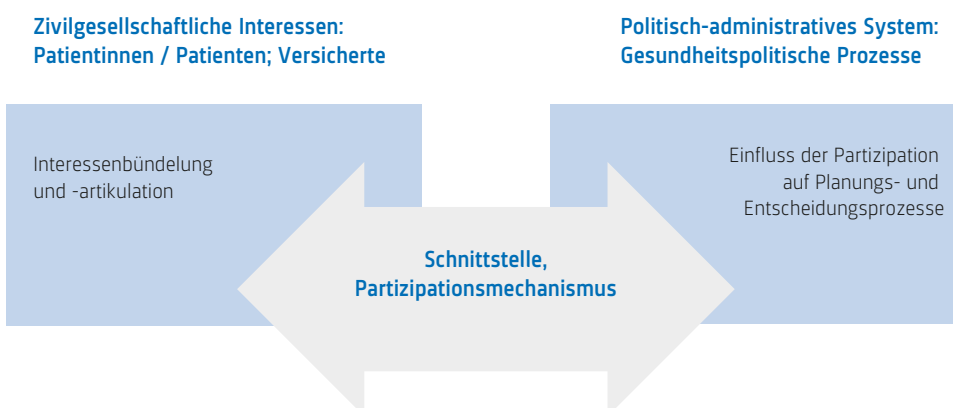 Zivilgesellschaftliche Interessen:
Patientinnen / Patienten; Versicherte
Politisch-administratives System:
Gesundheitspolitische Prozesse
Interessenbündelung
und -artikulation
Einfluss der Partizipation
auf Planungs- und
Entscheidungsprozesse
Schnittstelle,
Partizipationsmechanismus